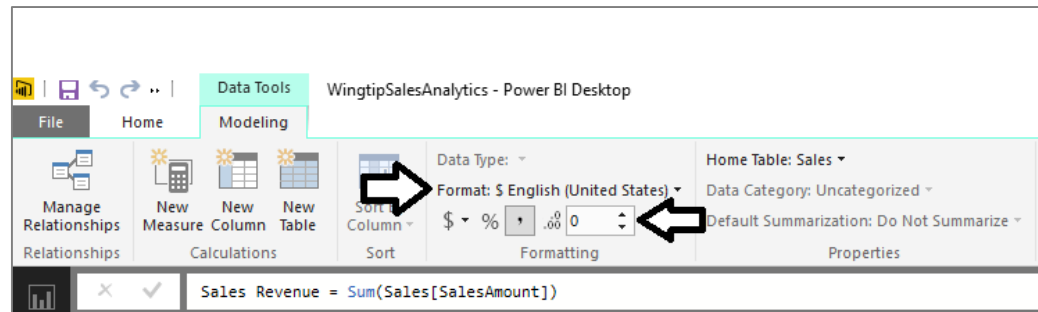 Data Tools WingtipSalesAnalytics - Power BI Desktop
File Home Modeling
Manage Relationships
New Measure
New Column
New Table
Column
Data Type:
Format: $ English (United States)
$ % , .00 0
Home Table: Sales
Data Category: Uncategorized
Default Summarization: Do Not Summarize
Relationships Calculations Sort Formatting Properties
Sales Revenue = Sum(Sales[SalesAmount])